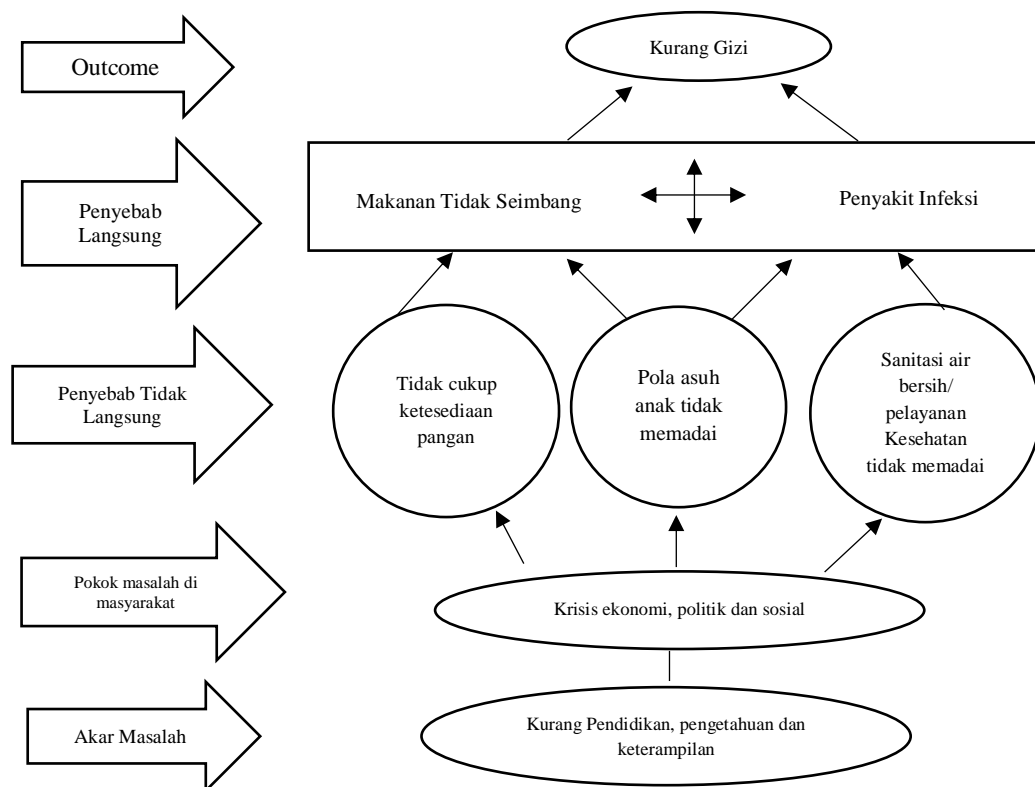 Outcome
Kurang Gizi
Penyebab
Langsung
Makanan Tidak Seimbang
Penyakit Infeksi
Penyebab Tidak
Langsung
Tidak cukup
ketesediaan
pangan
Pola asuh
anak tidak
memadai
Sanitasi air
bersih/
pelayanan
Kesehatan
tidak memadai
Pokok masalah di
masyarakat
Krisis ekonomi, politik dan sosial
Akar Masalah
Kurang Pendidikan, pengetahuan dan
keterampilan